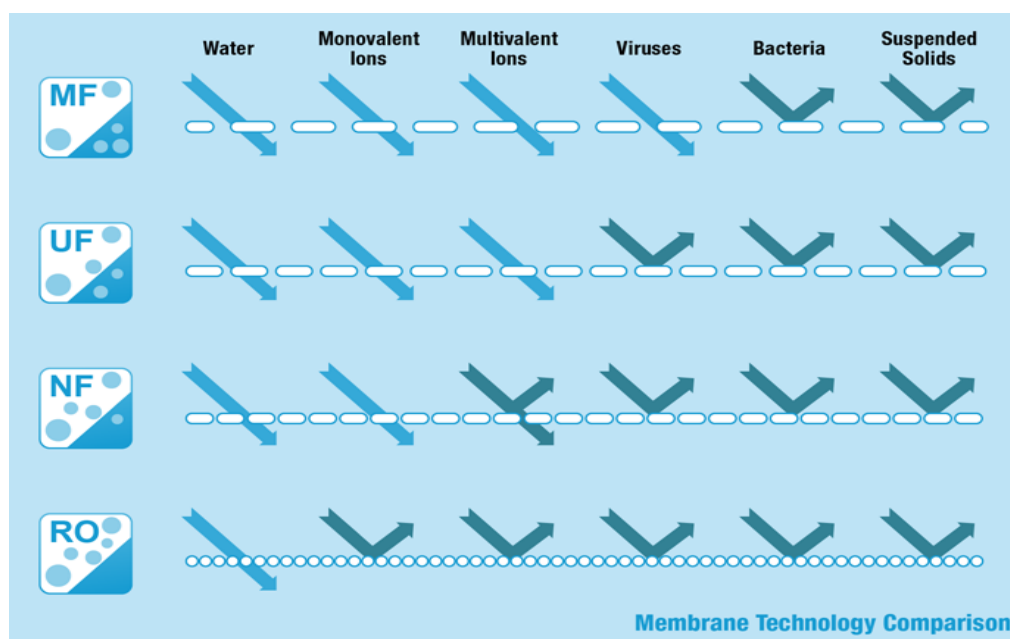 Water
Monovalent
Ions
Multivalent
Ions
Viruses
Bacteria
Suspended
Solids
MF
UF
NF
RO
Membrane Technology Comparison